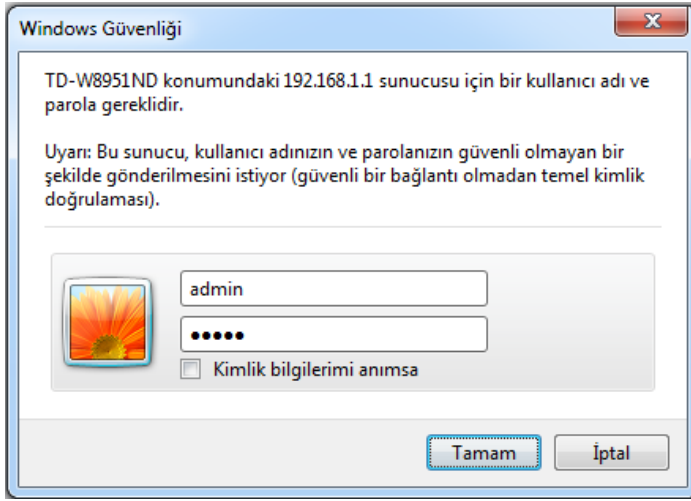 Windows Güvenliği
TD-W8951ND konumundaki 192.168.1.1 sunucusu için bir kullanıcı adı ve
parola gereklidir.
Uyarı: Bu sunucu, kullanıcı adınızın ve parolanızın güvenli olmayan bir
şekilde gönderilmesini istiyor (güvenli bir bağlantı olmadan temel kimlik
doğrulaması).
admin
•••••
Kimlik bilgilerimi anımsa
Tamam
İptal